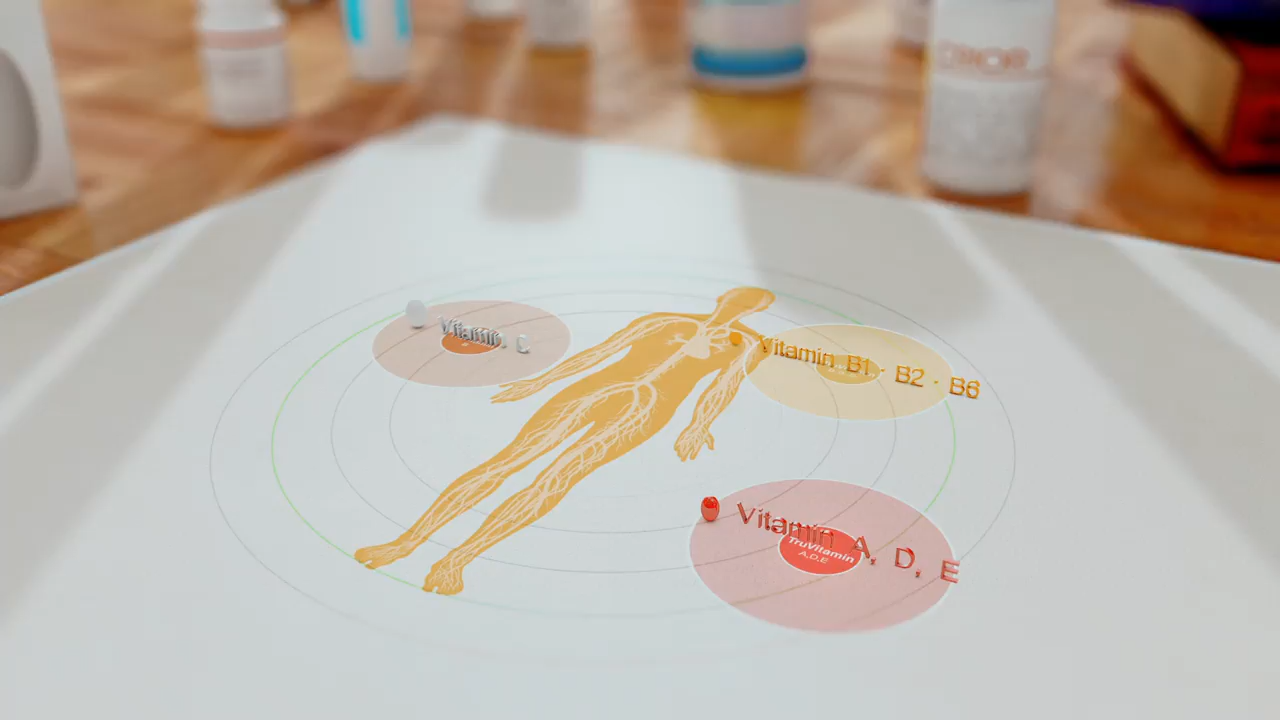 Vitamin C
Vitamin B1 · B2 · B6
Vitamin A, D, E
TruVitamin
A,D,E